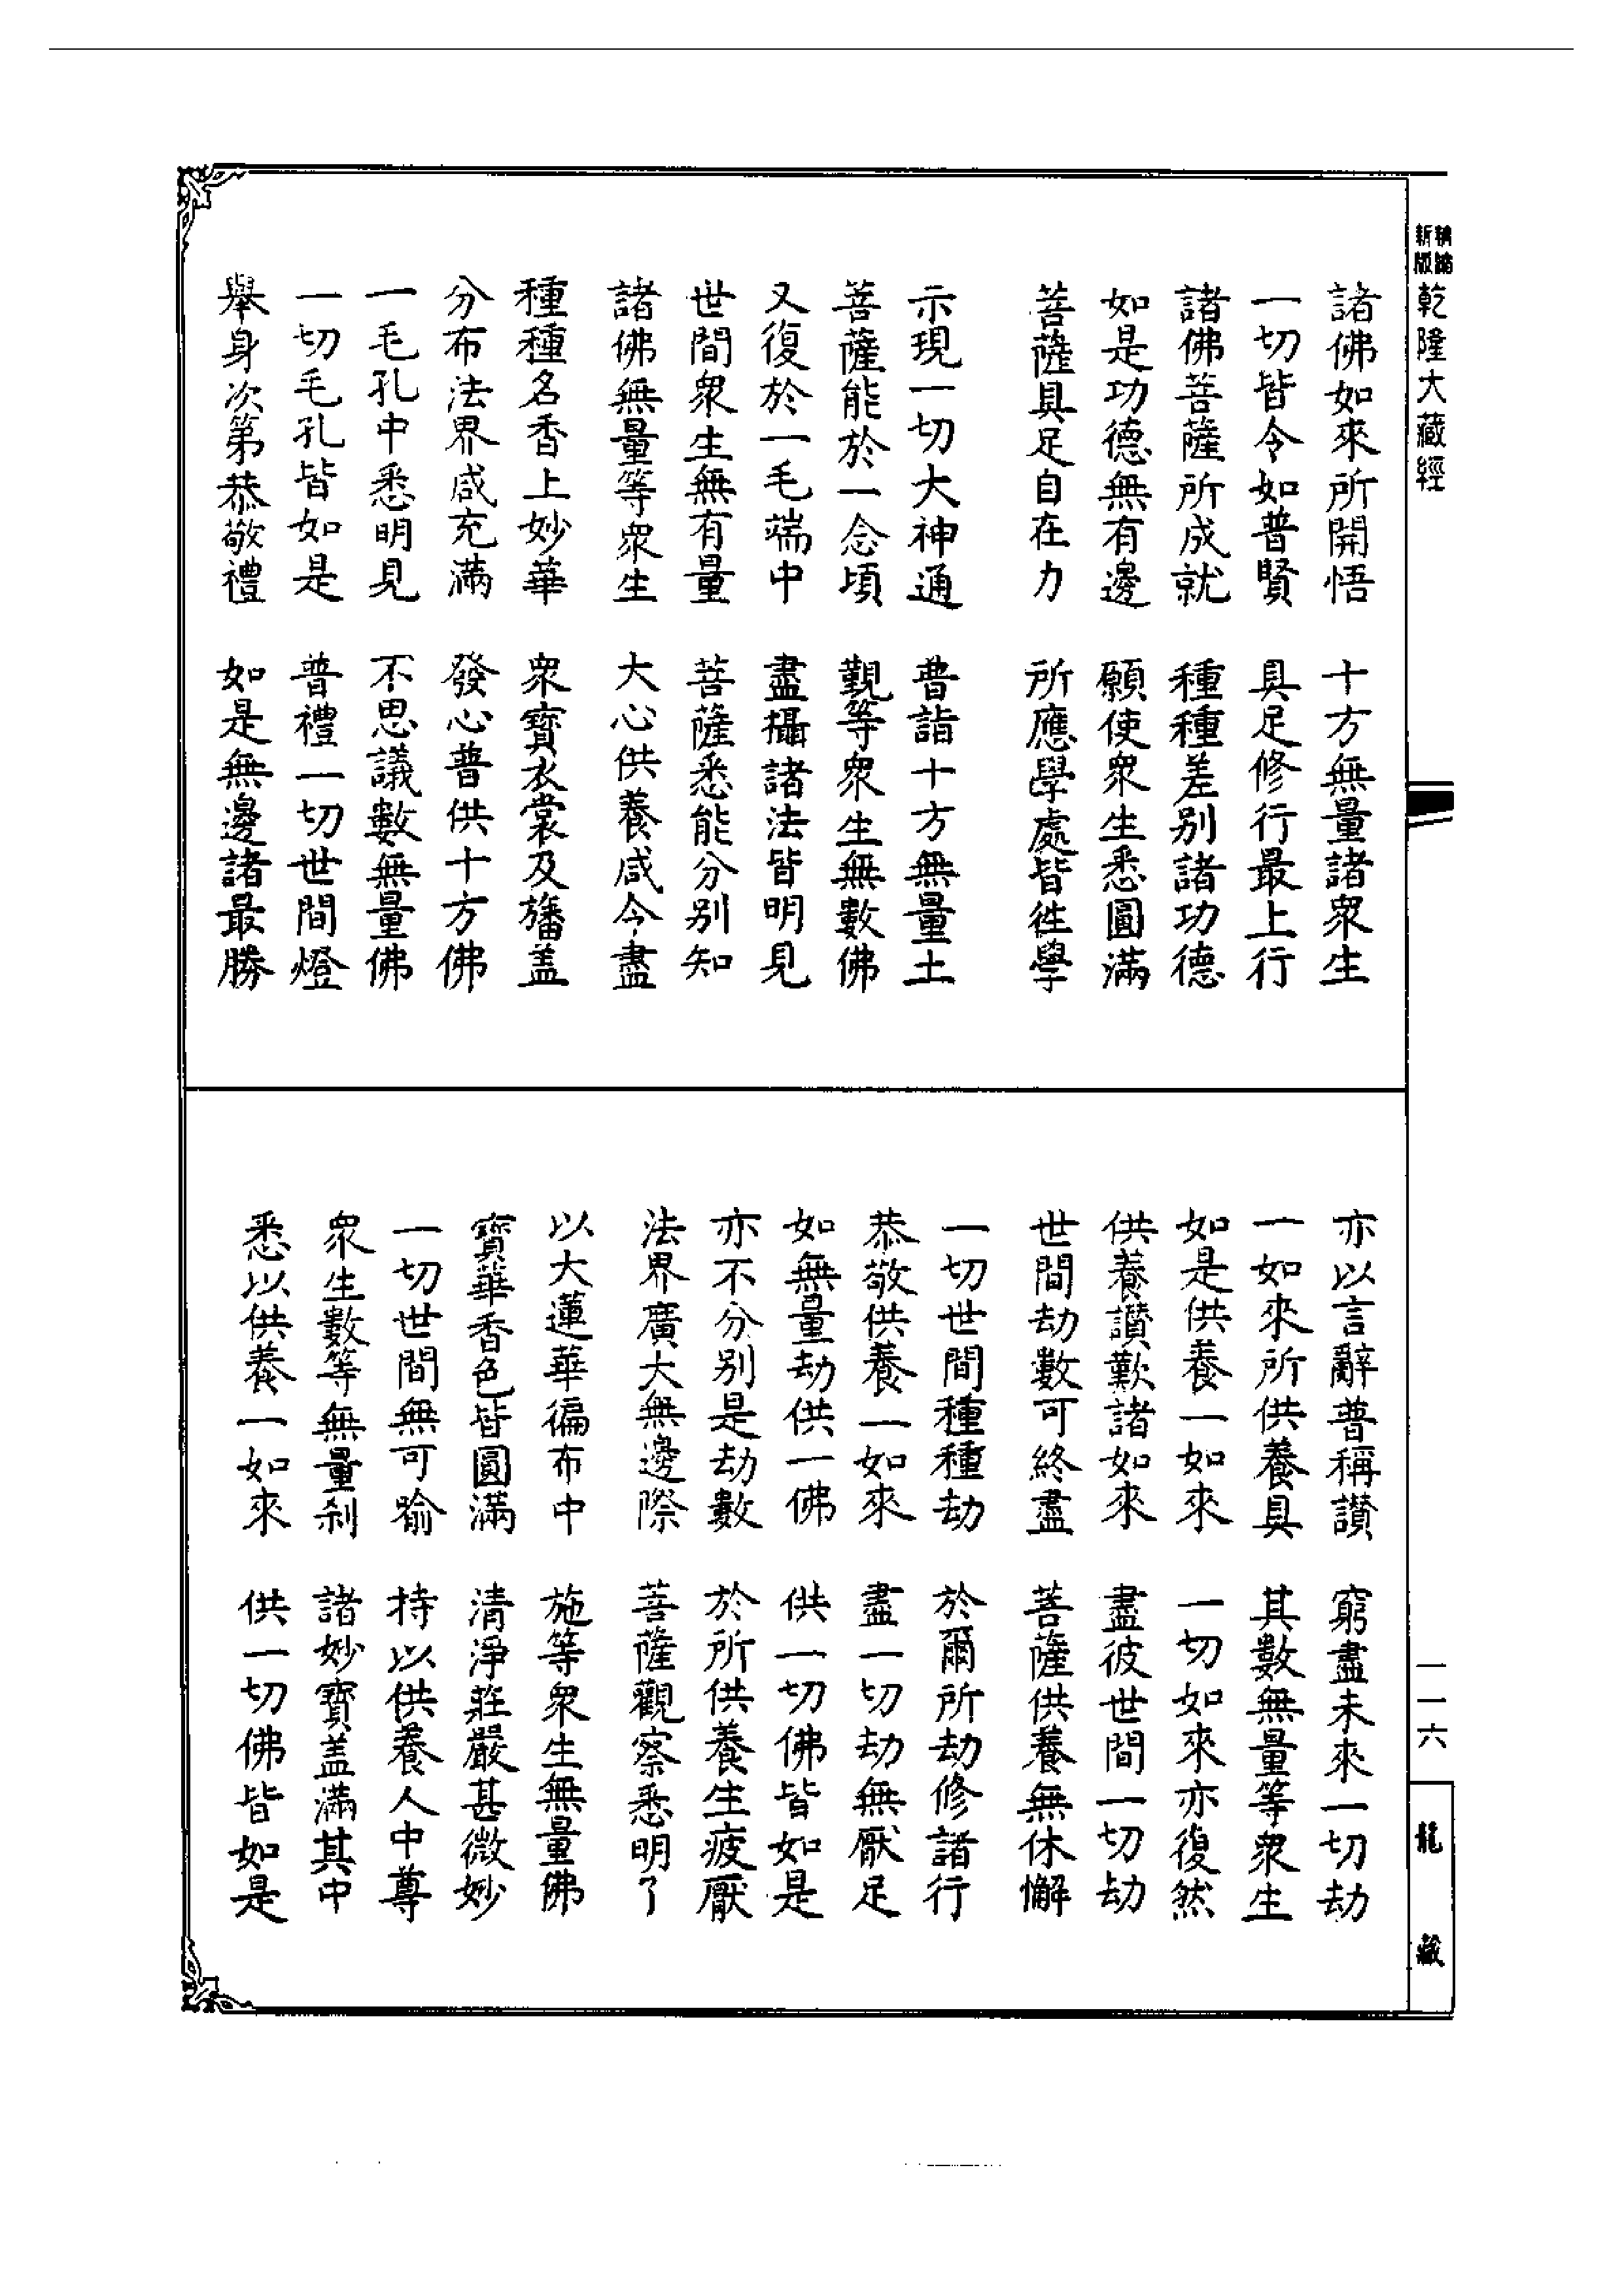 新版
精縮
乾隆大藏經
諸佛如來所開悟　十方無量諸衆生
一切皆令如普賢　具足修行最上行
諸佛菩薩所成就　種種差别諸功德
如是功德無有邊　願使衆生悉圓滿
菩薩具足自在力　所應學處皆徃學
示現一切大神通　普詣十方無量土
菩薩能於一念頃　覲等衆生無數佛
又復於一毛端中　盡攝諸法皆明見
世間衆生無有量　菩薩悉能分别知
諸佛無量等衆生　大心供養咸令盡
種種名香上妙華　衆寶衣裳及旛盖
分布法界咸充滿　發心普供十方佛
一毛孔中悉明見　不思議數無量佛
一切毛孔皆如是　普禮一切世間燈
舉身次第恭敬禮　如是無邊諸最勝
亦以言辭普稱讃　窮盡未來一切劫
一如來所供養具　其數無量等衆生
如是供養一如來　一切如來亦復然
供養讃歎諸如來　盡彼世間一切劫
世間劫數可終盡　菩薩供養無休懈
一切世間種種劫　於爾所劫修諸行
恭敬供養一如來　盡一切劫無厭足
如無量劫供一佛　供一切佛皆如是
亦不分别是劫數　於所供養生疲厭
法界廣大無邊際　菩薩觀察悉明了
以大蓮華徧布中　施等衆生無量佛
寶華香色皆圓滿　清淨莊嚴甚微妙
一切世間無可喻　持以供養人中尊
衆生數等無量刹　諸妙寶盖滿其中
悉以供養一如來　供一切佛皆如是
一一六
龍藏